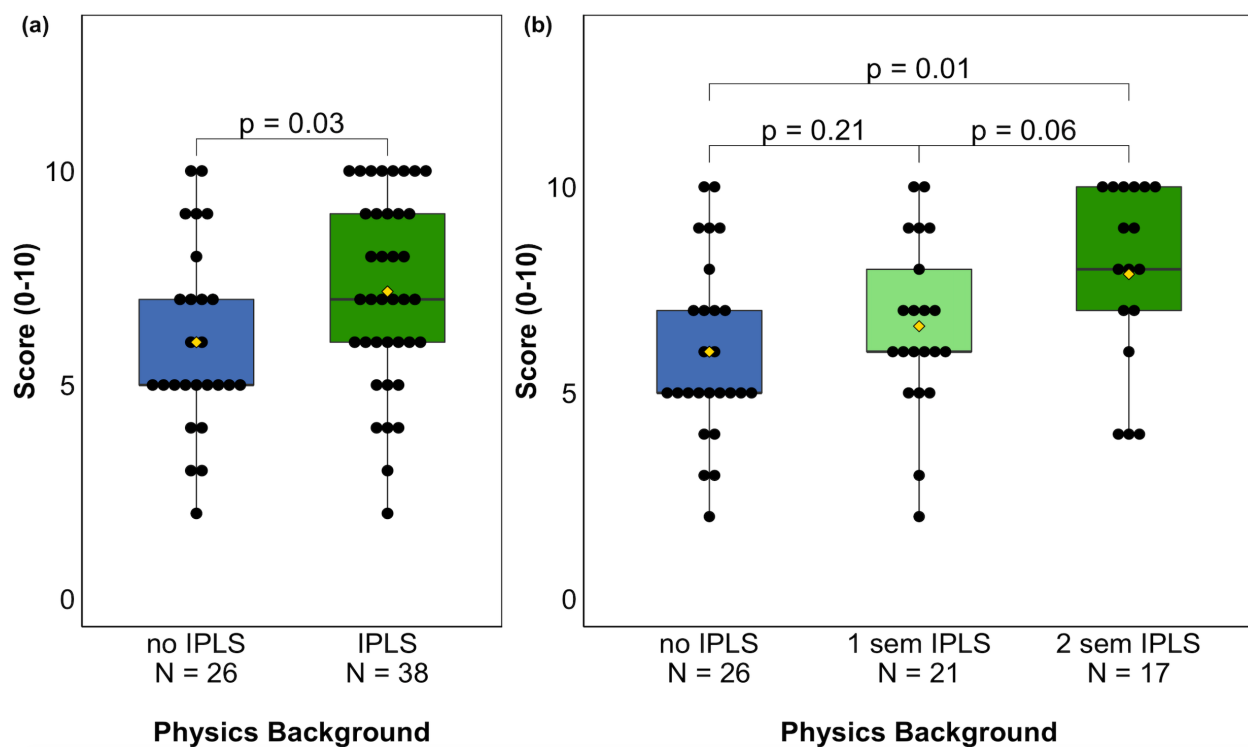 (a)
p = 0.03
Score (0-10)
10
5
0
no IPLS
N = 26
IPLS
N = 38
Physics Background
(b)
p = 0.01
p = 0.21
p = 0.06
Score (0-10)
10
5
0
no IPLS
N = 26
1 sem IPLS
N = 21
2 sem IPLS
N = 17
Physics Background